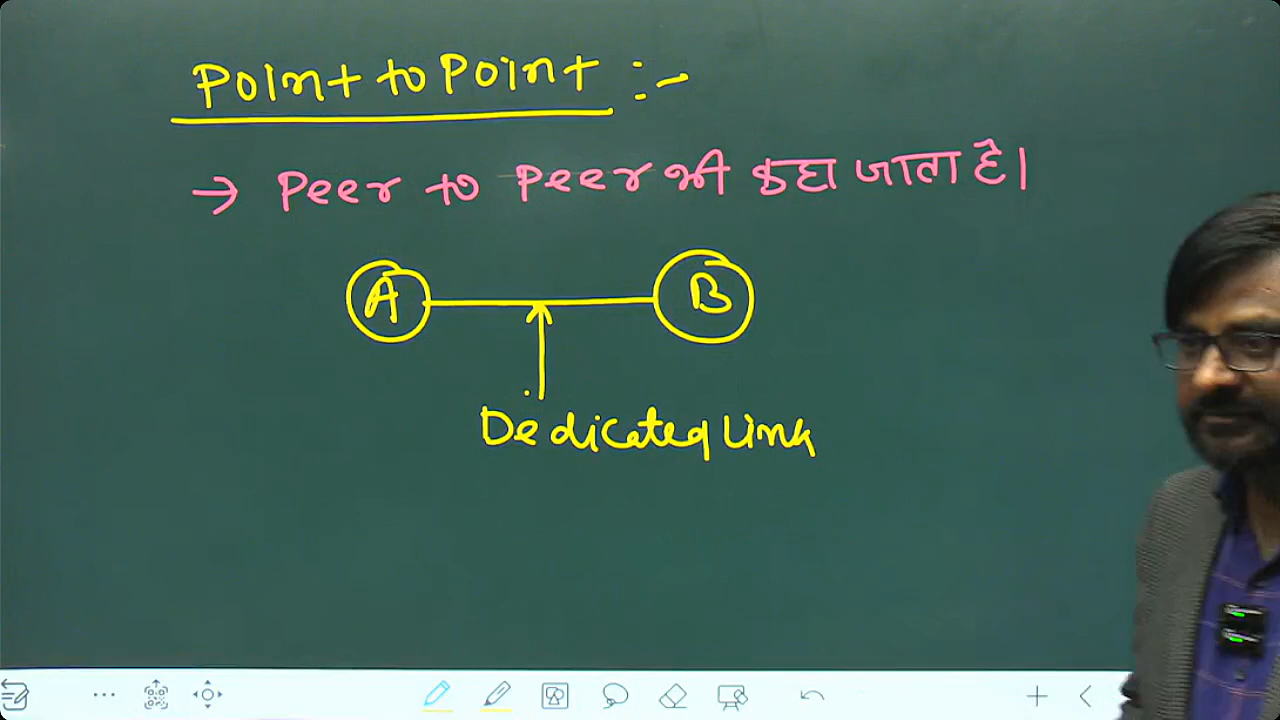 Point to Point :-
→ Peer to Peer भी कहा जाता है।
A B
Dedicated Link